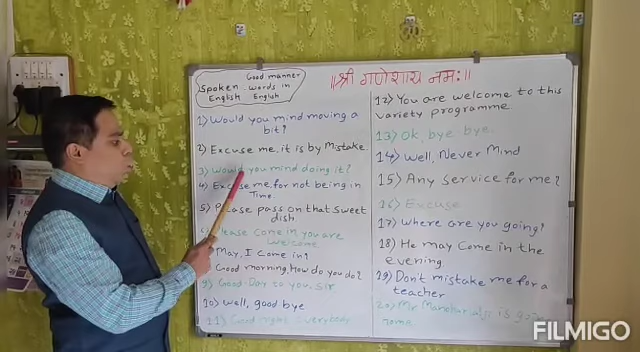 Spoken English
Good manner words in English
॥श्री गणेशाय नमः॥
1) Would you mind moving a bit?
2) Excuse me, it is by Mistake.
3) Would you mind doing it?
4) Excuse me, for not being in Time
5) Please pass on that sweet dish
Please Come in you are welcome
May, I Come in?
Good morning, How do you do?
9) Good Day so you, sir
10) well, good bye
11) Good night Everybody
12) You are welcome to this variety programme
13) Ok, bye bye.
14) Well, Never Mind
15) Any Service for me?
16) Excuse
17) where are you going?
18) He may Come in the evening
19) Don't mistake me for a teacher
20) Mr Manohar also is
FILMIGO